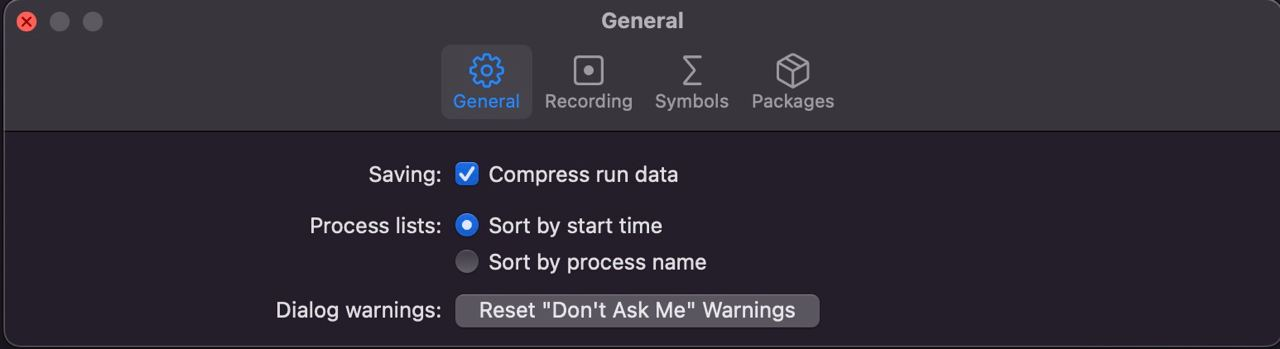 General
General Recording Symbols Packages
Saving: Compress run data
Process lists: Sort by start time
Sort by process name
Dialog warnings: Reset "Don't Ask Me" Warnings